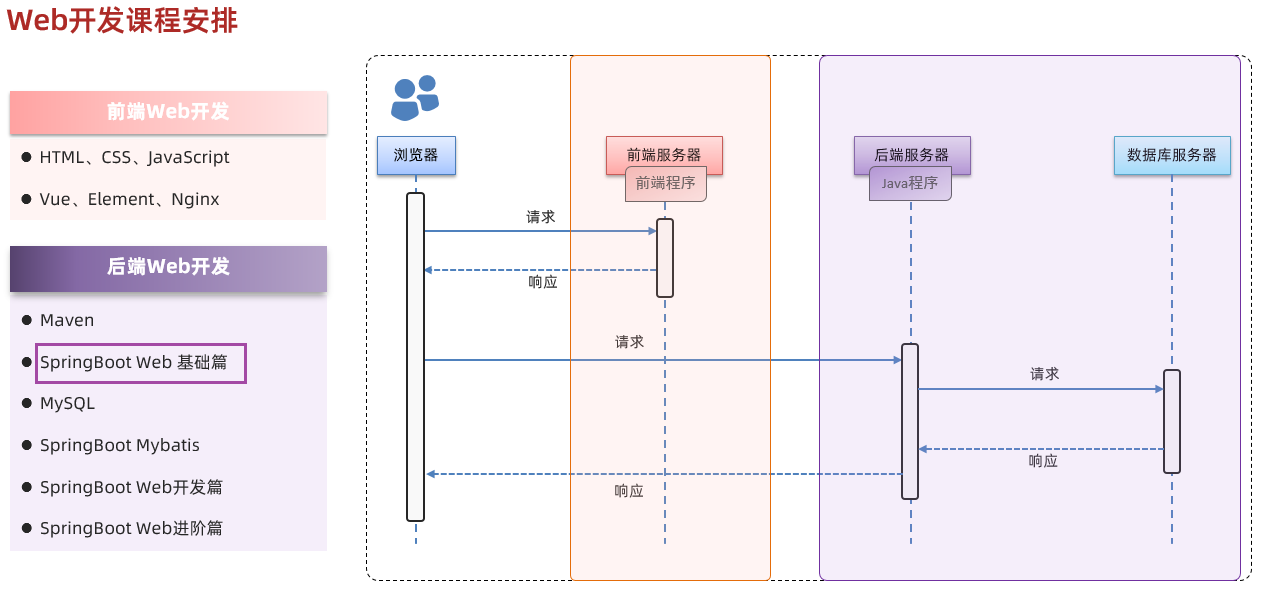 Web开发课程安排
前端Web开发
HTML、CSS、JavaScript
Vue、Element、Nginx
后端Web开发
Maven
SpringBoot Web 基础篇
MySQL
SpringBoot Mybatis
SpringBoot Web开发篇
SpringBoot Web进阶篇
浏览器
前端服务器
前端程序
后端服务器
Java程序
数据库服务器
请求
响应
请求
请求
响应
响应